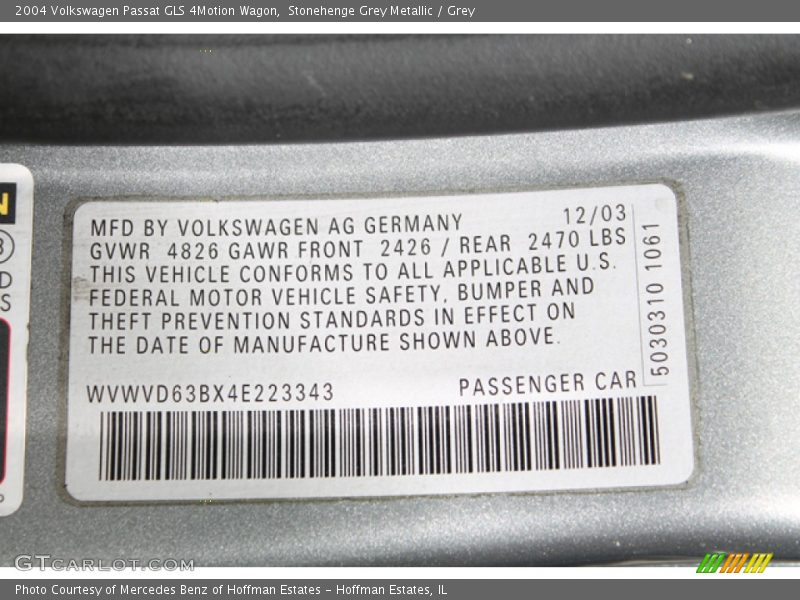 2004 Volkswagen Passat GLS 4Motion Wagon, Stonehenge Grey Metallic / Grey
MFD BY VOLKSWAGEN AG GERMANY 12/03
GVWR 4826 GAWR FRONT 2426 / REAR 2470 LBS
THIS VEHICLE CONFORMS TO ALL APPLICABLE U.S.
FEDERAL MOTOR VEHICLE SAFETY, BUMPER AND
THEFT PREVENTION STANDARDS IN EFFECT ON
THE DATE OF MANUFACTURE SHOWN ABOVE.
WVWVD63BX4E223343 PASSENGER CAR
5030310 1061
GTcarlot.com
Photo Courtesy of Mercedes Benz of Hoffman Estates - Hoffman Estates, IL